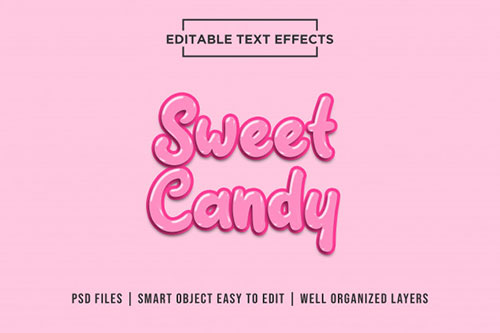 EDITABLE TEXT EFFECTS
Sweet
Candy
PSD FILES | SMART OBJECT EASY TO EDIT | WELL ORGANIZED LAYERS